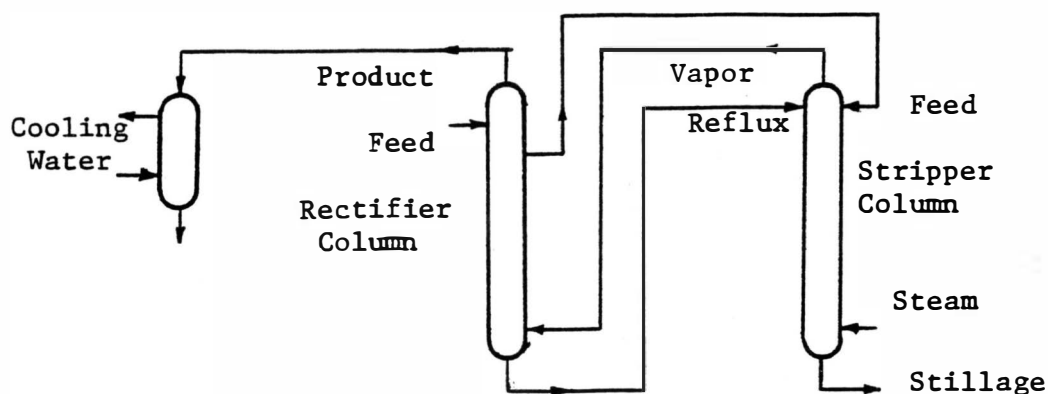 Product
Vapor
Feed
Reflux
Feed
Cooling
Water
Rectifier
Column
Stripper
Column
Steam
Stillage